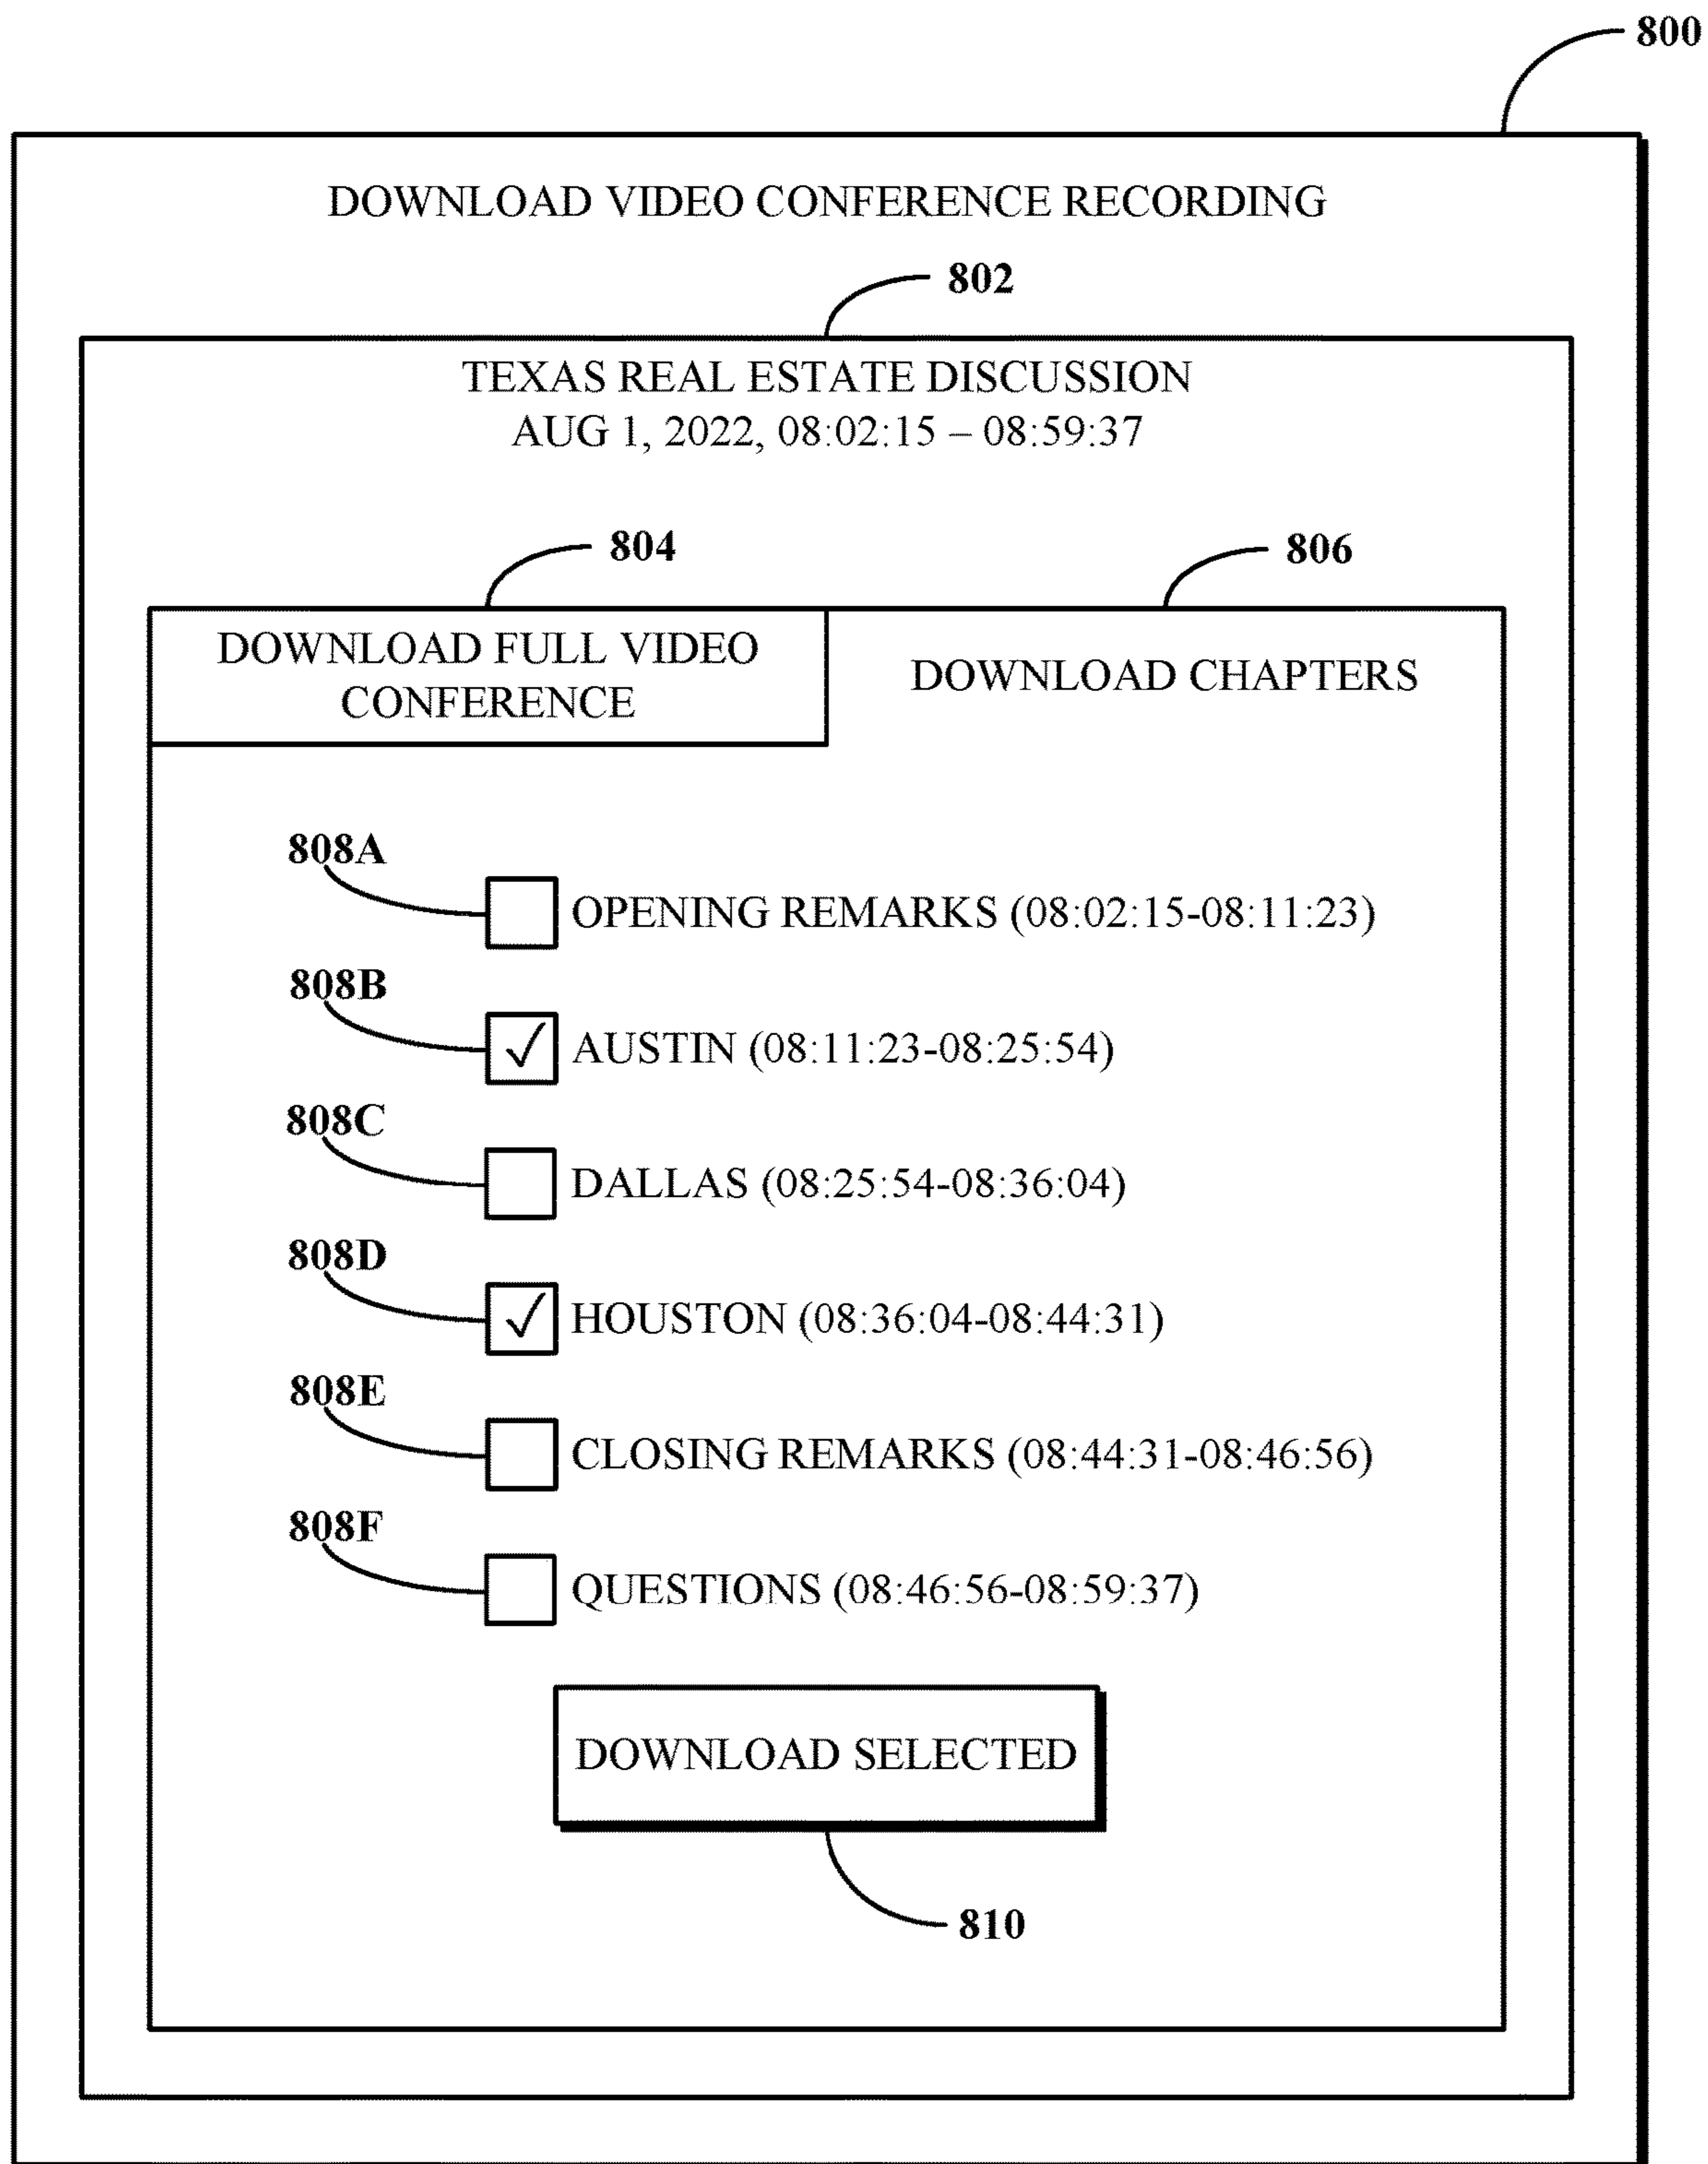 800
DOWNLOAD VIDEO CONFERENCE RECORDING
802
TEXAS REAL ESTATE DISCUSSION
AUG 1, 2022, 08:02:15 – 08:59:37
804
806
DOWNLOAD FULL VIDEO
CONFERENCE
DOWNLOAD CHAPTERS
808A
OPENING REMARKS (08:02:15-08:11:23)
808B
AUSTIN (08:11:23-08:25:54)
808C
DALLAS (08:25:54-08:36:04)
808D
HOUSTON (08:36:04-08:44:31)
808E
CLOSING REMARKS (08:44:31-08:46:56)
808F
QUESTIONS (08:46:56-08:59:37)
DOWNLOAD SELECTED
810